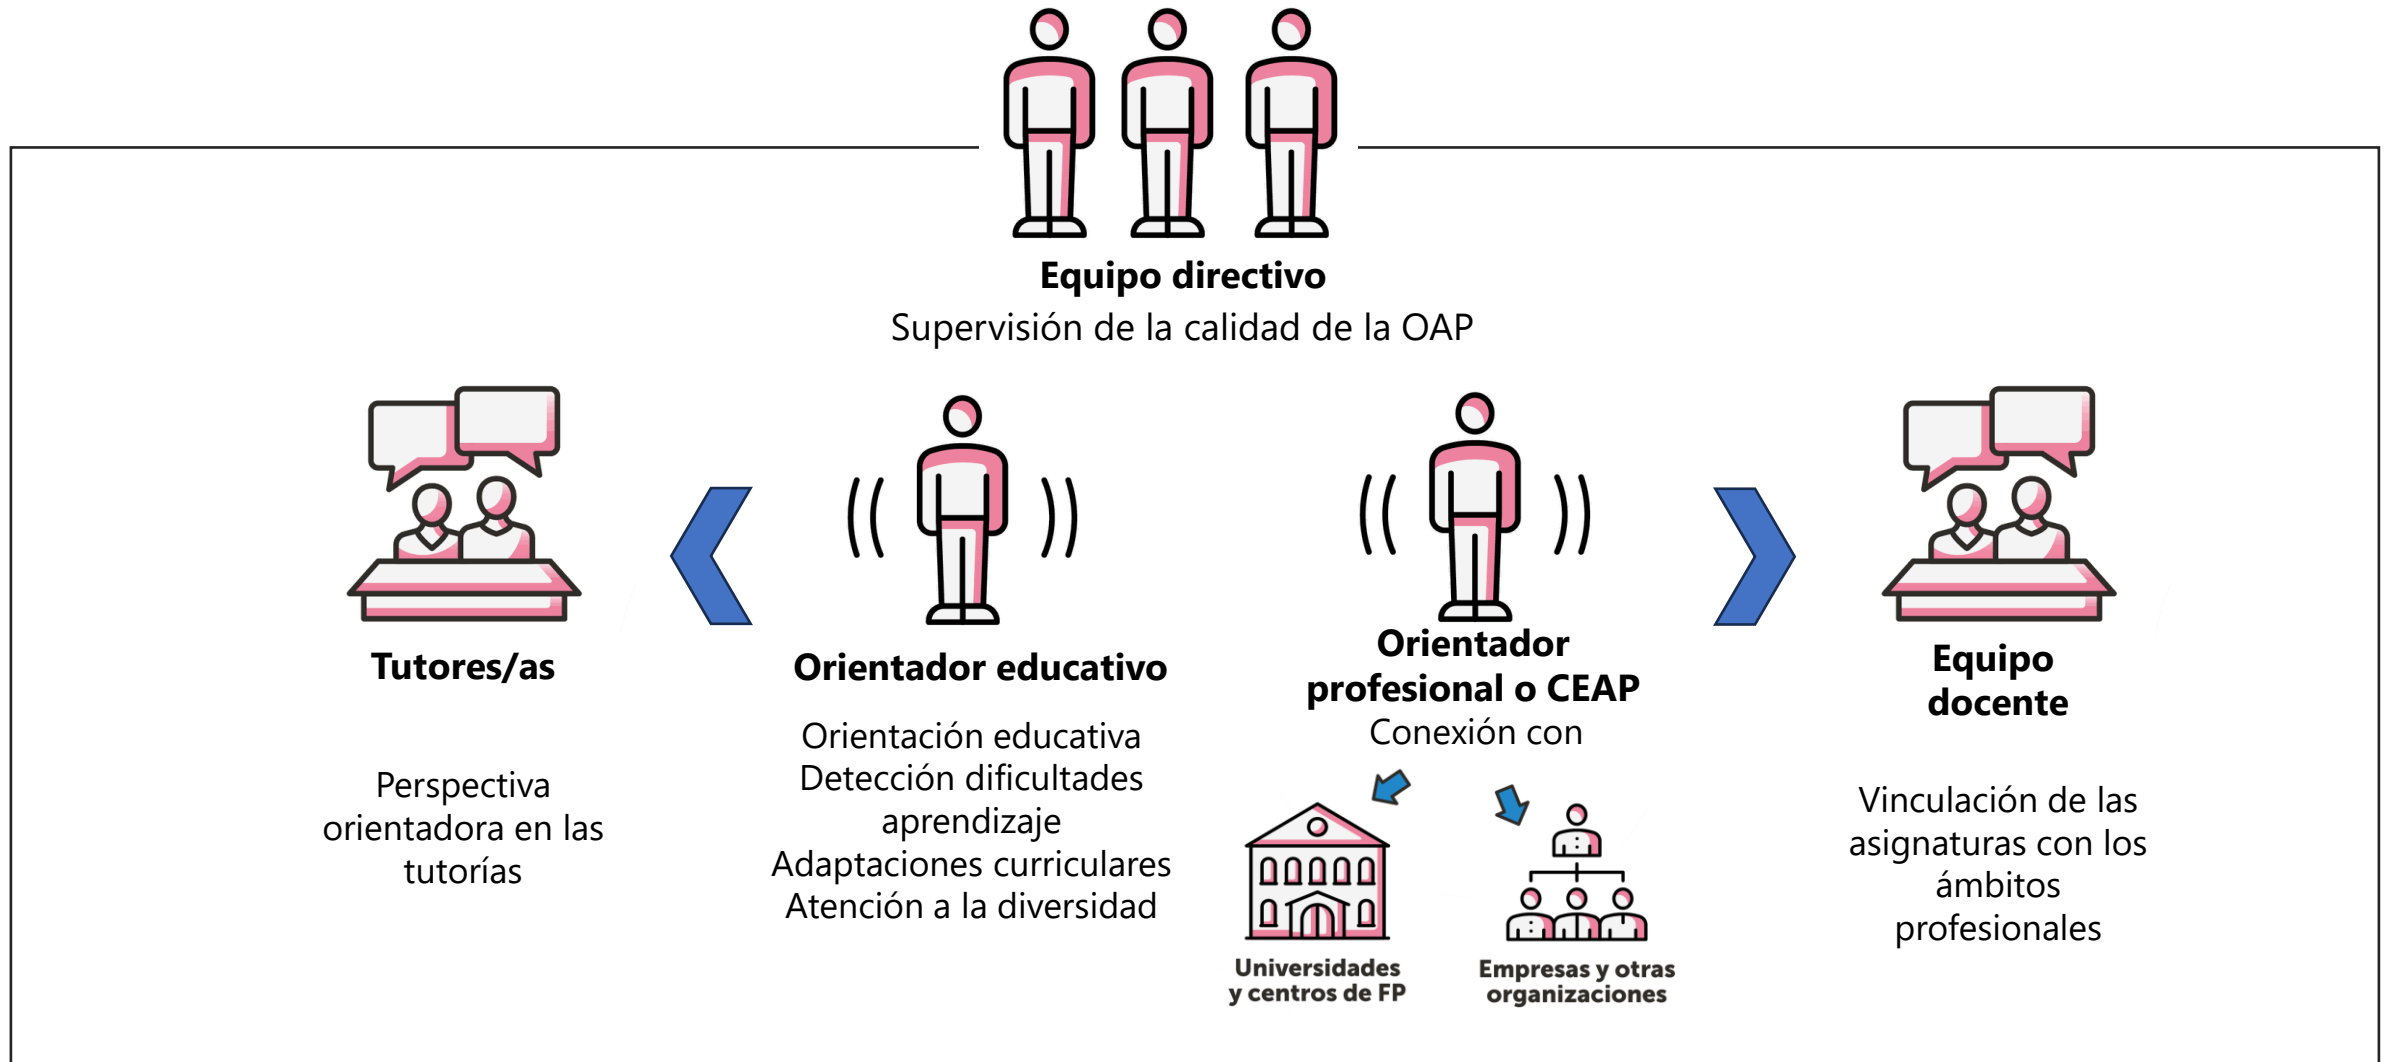 Equipo directivo
Supervisión de la calidad de la OAP
Tutores/as
Perspectiva
orientadora en las
tutorías
Orientador educativo
Orientación educativa
Detección dificultades
aprendizaje
Adaptaciones curriculares
Atención a la diversidad
Orientador
profesional o CEAP
Conexión con
Universidades
y centros de FP
Empresas y otras
organizaciones
Equipo
docente
Vinculación de las
asignaturas con los
ámbitos
profesionales